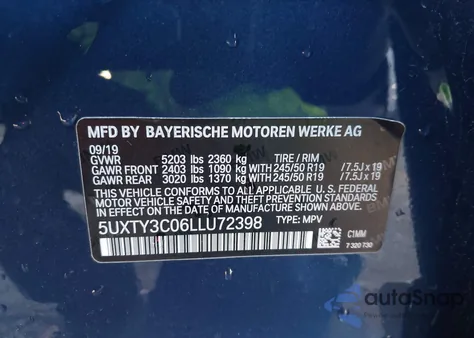 MFD BY BAYERISCHE MOTOREN WERKE AG
09/19
GVWR 5203 lbs 2360 kg TIRE / RIM
GAWR FRONT 2403 lbs 1090 kg WITH 245/50 R19 /7.5J x 19
GAWR REAR 3020 lbs 1370 kg WITH 245/50 R19 /7.5J x 19
THIS VEHICLE CONFORMS TO ALL APPLICABLE FEDERAL
MOTOR VEHICLE SAFETY, BUMPER, AND THEFT PREVENTION
STANDARDS IN EFFECT ON THE DATE OF MANUFACTURE
SHOWN ABOVE.
5UXTY3C06LLU72398 TYPE: MPV
C1MM
7 320 730
autoSnap